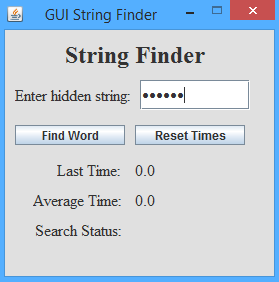 GUI String Finder
String Finder
Enter hidden string: ••••••
Find Word Reset Times
Last Time: 0.0
Average Time: 0.0
Search Status: